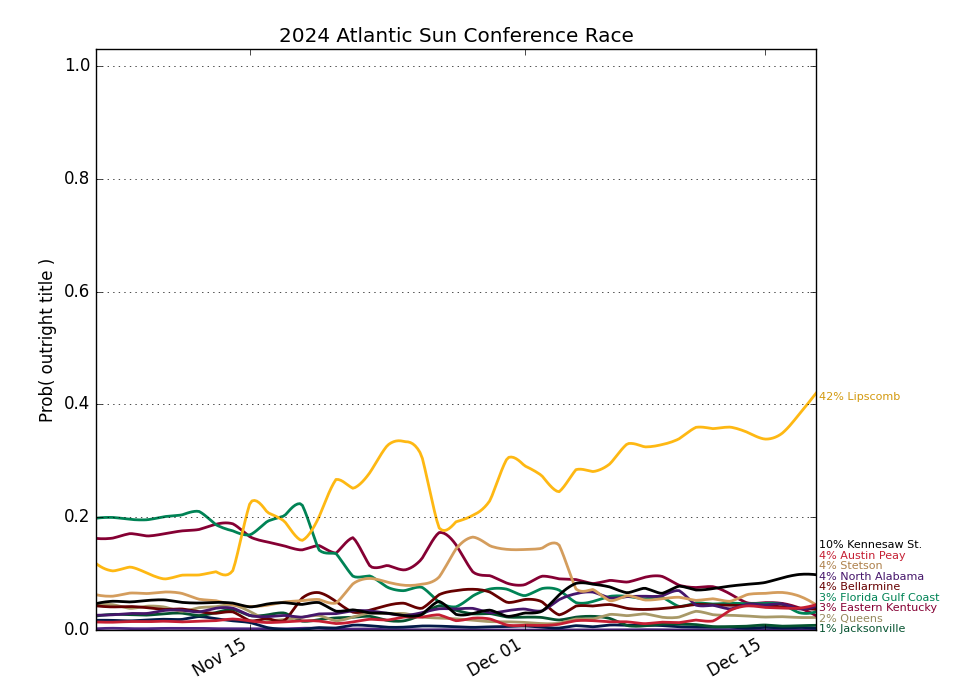 2024 Atlantic Sun Conference Race
Prob( outright title )
1.0
0.8
0.6
0.4
0.2
0.0
Nov 15
Dec 01
Dec 15
42% Lipscomb
10% Kennesaw St.
4% Austin Peay
4% Stetson
4% North Alabama
4% Bellarmine
3% Florida Gulf Coast
3% Eastern Kentucky
2% Queens
1% Jacksonville